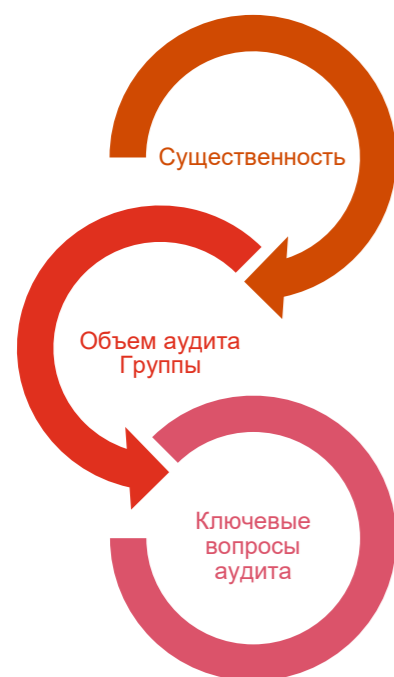 Существенность
Объем аудита
Группы
Ключевые
вопросы
аудита